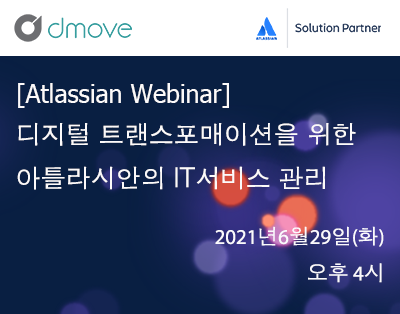 dmove
ATLASSIAN
Solution Partner
[Atlassian Webinar]
디지털 트랜스포매이션을 위한
아틀라시안의 IT서비스 관리
2021년6월29일(화)
오후 4시